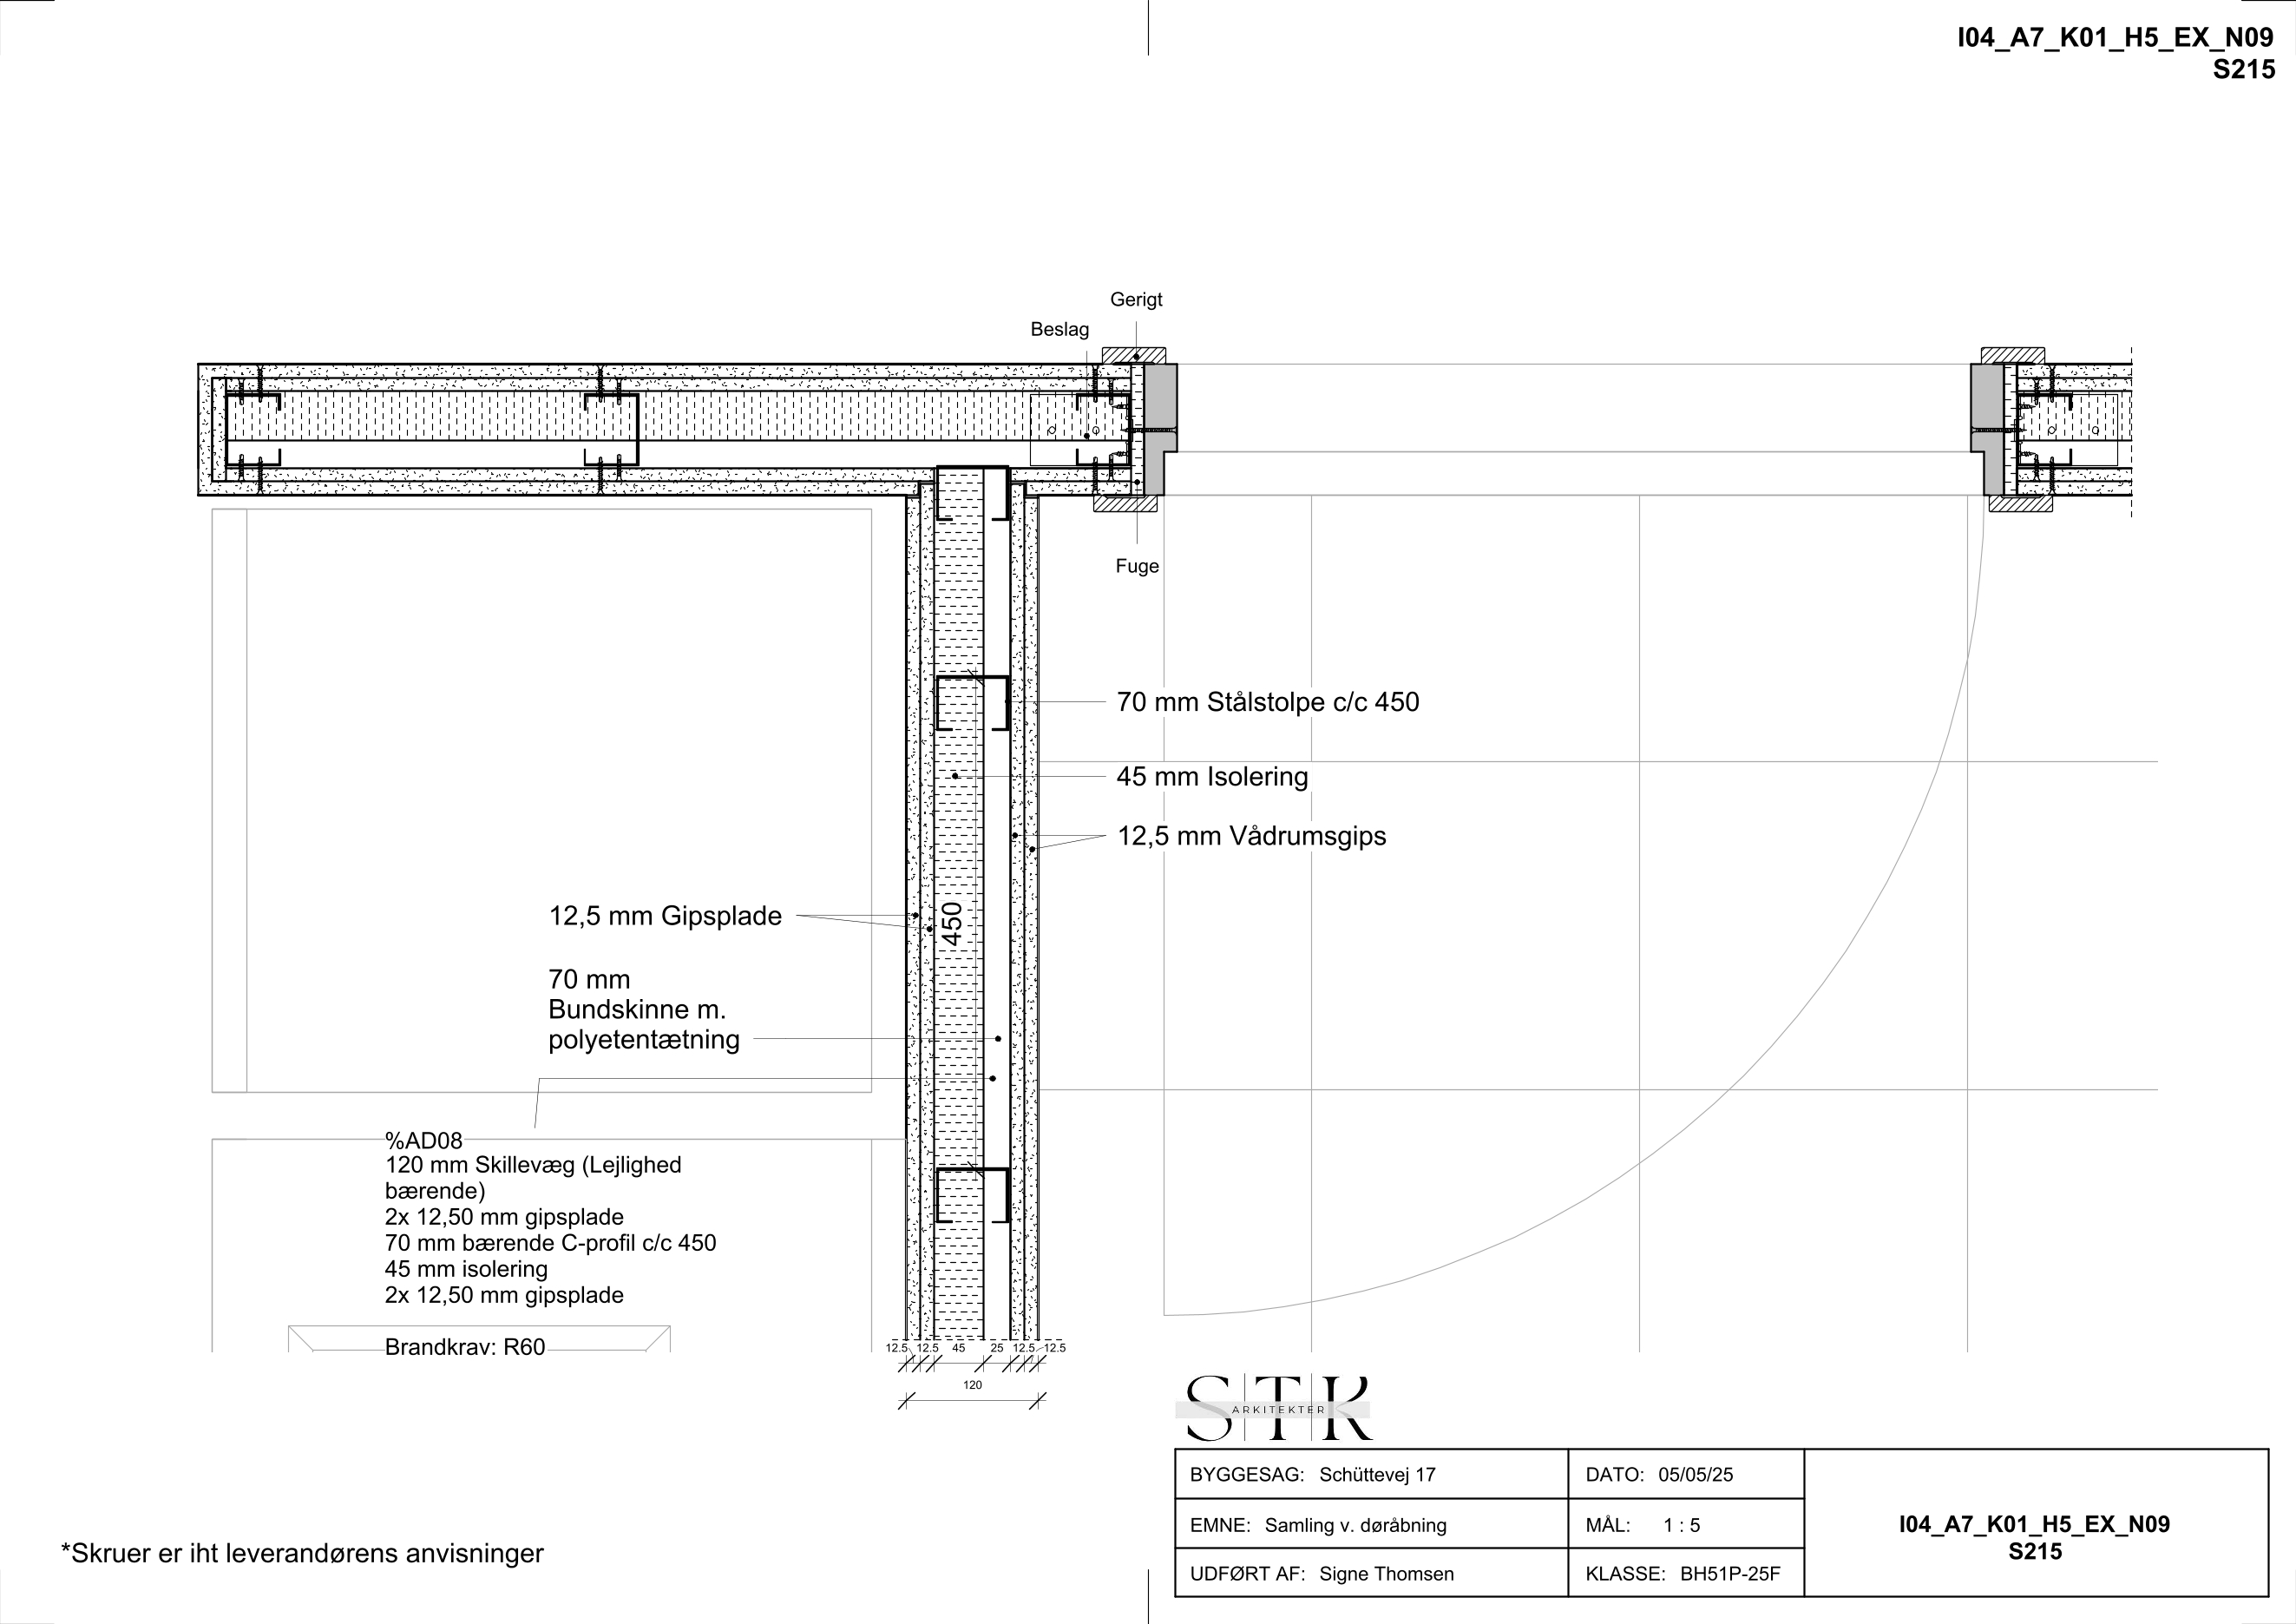 I04_A7_K01_H5_EX_N09
S215
Gerigt
Beslag
Fuge
70 mm Stålstolpe c/c 450
45 mm Isolering
12,5 mm Vådrumsgips
12,5 mm Gipsplade
450
70 mm
Bundskinne m.
polyetentætning
%AD08
120 mm Skillevæg (Lejlighed
bærende)
2x 12,50 mm gipsplade
70 mm bærende C-profil c/c 450
45 mm isolering
2x 12,50 mm gipsplade
Brandkrav: R60
12.5 12.5 45 25 12.5 12.5
120
STK
ARKITEKTER
BYGGESAG: Schüttevej 17
DATO: 05/05/25
EMNE: Samling v. døråbning
MÅL: 1 : 5
UDFØRT AF: Signe Thomsen
KLASSE: BH51P-25F
I04_A7_K01_H5_EX_N09
S215
*Skruer er iht leverandørens anvisninger